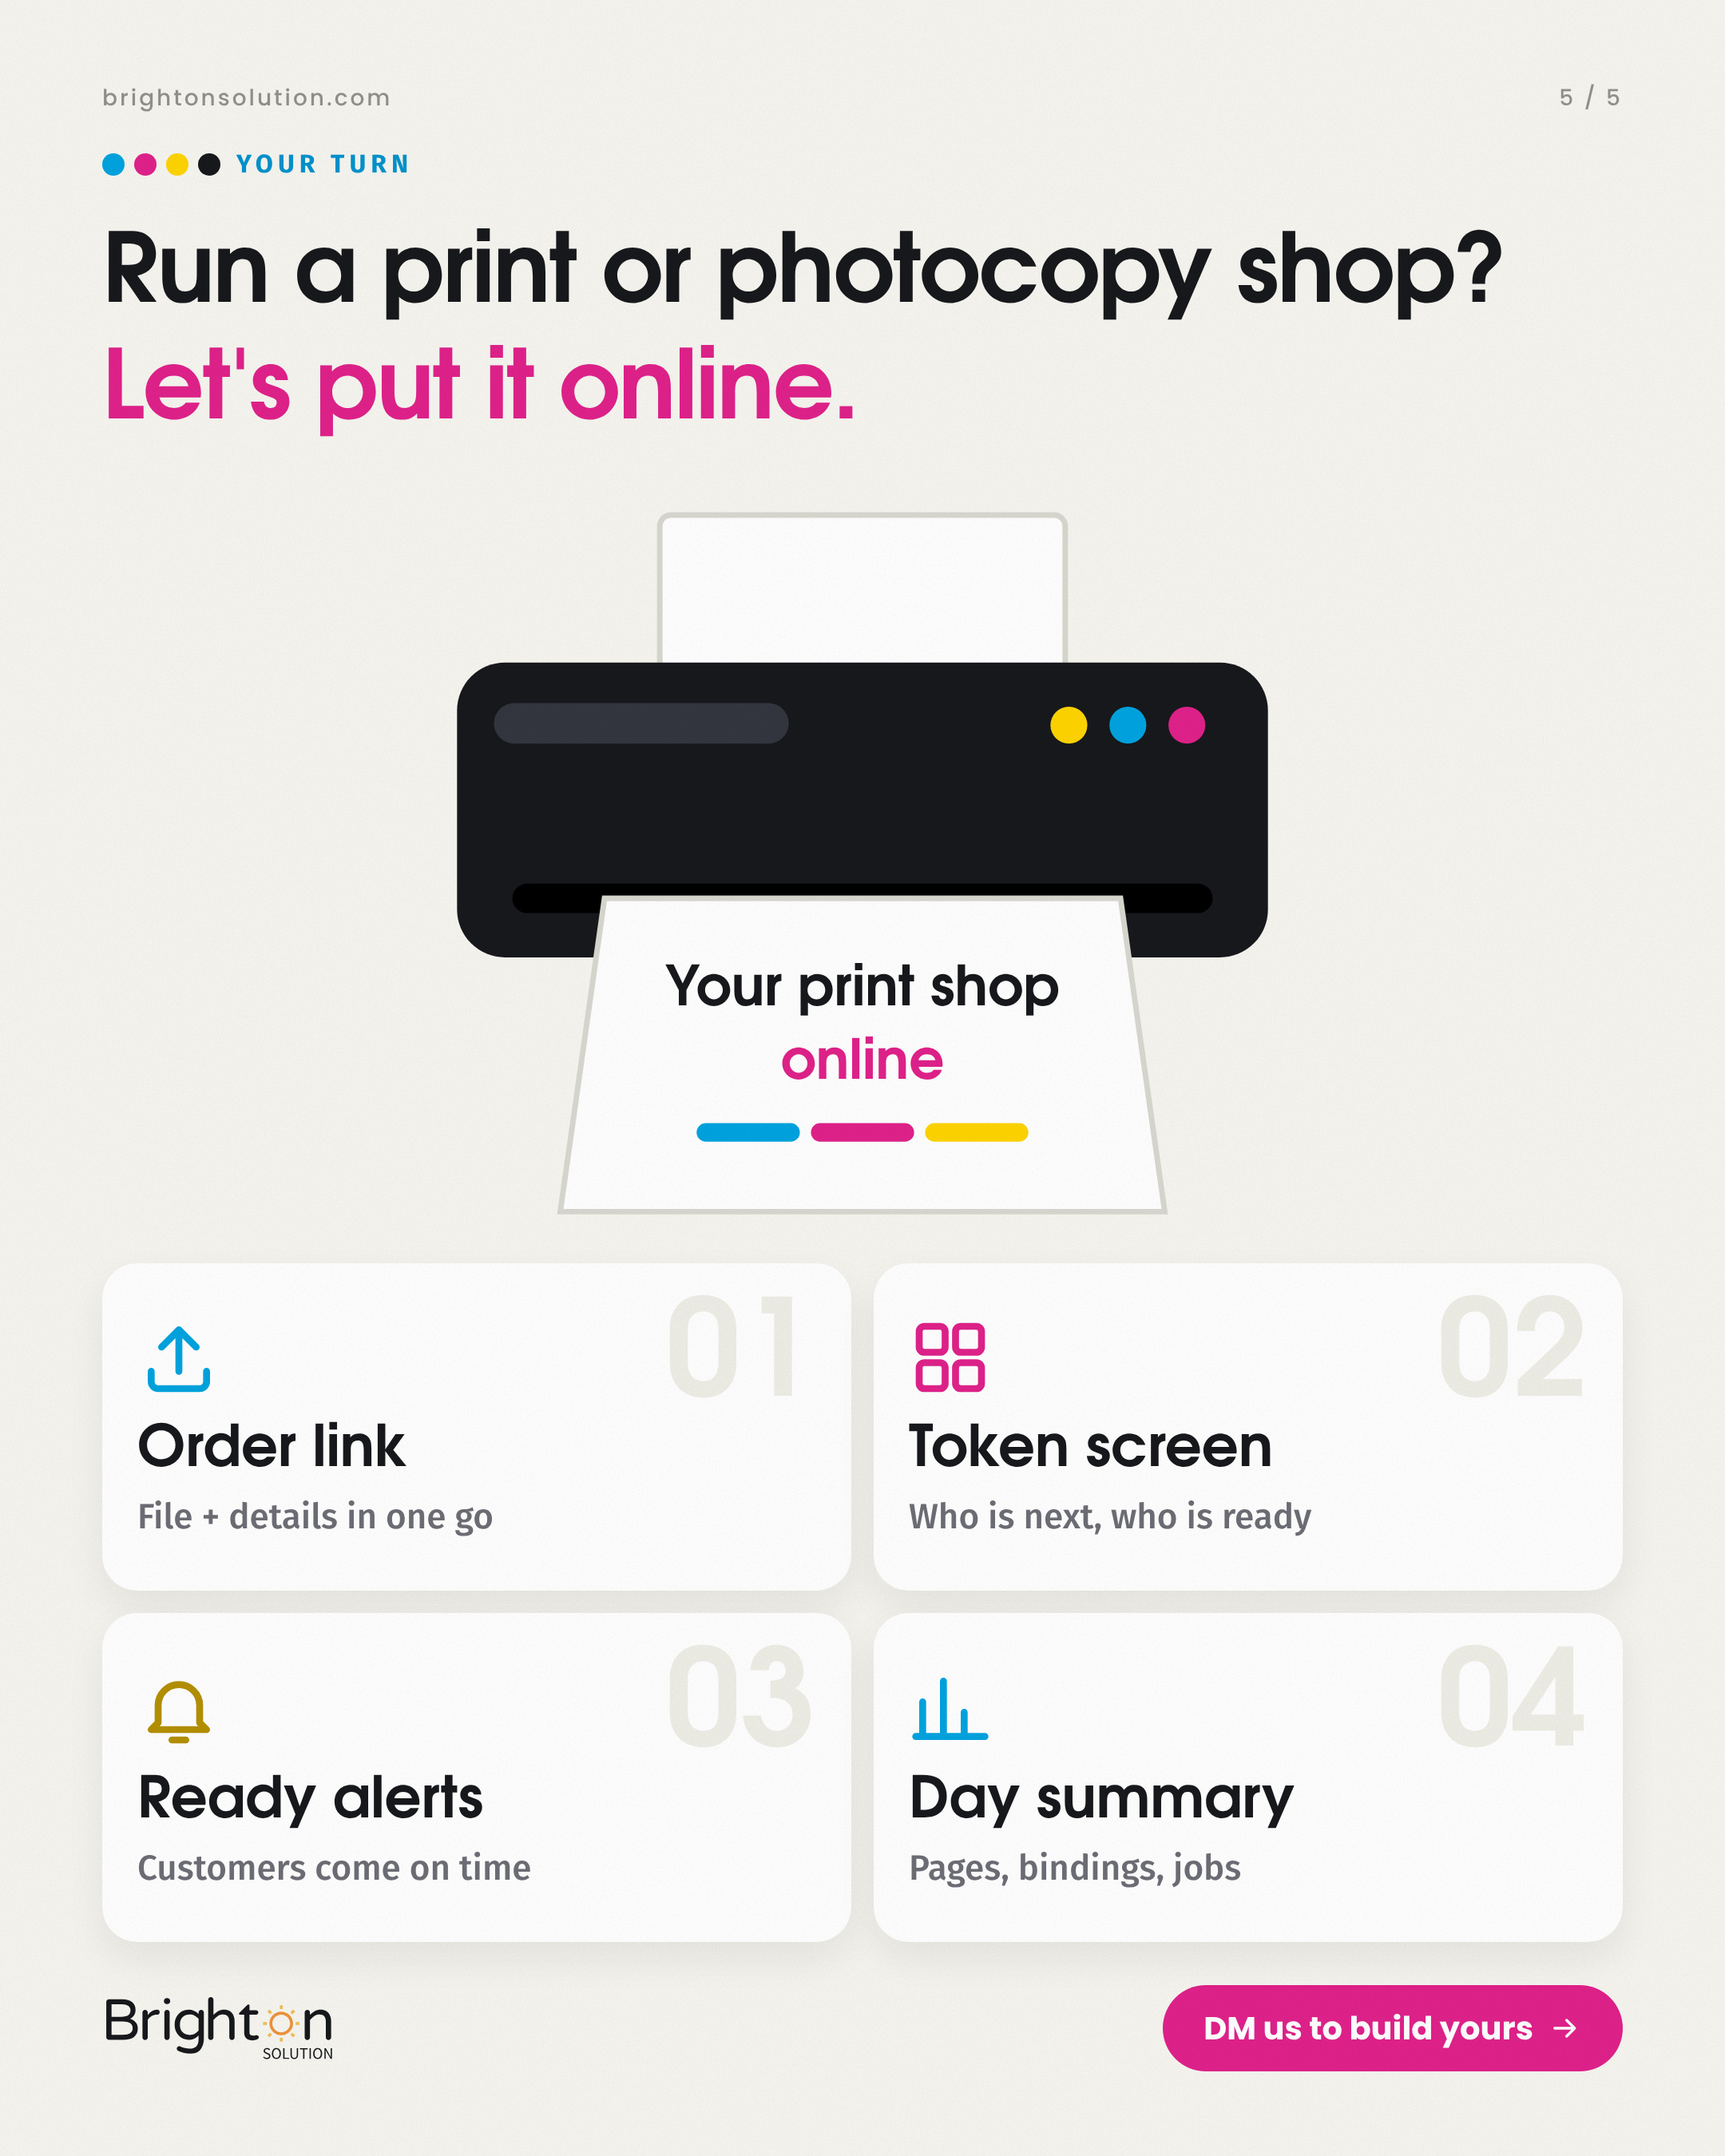 brightonsolution.com
5 / 5
YOUR TURN
Run a print or photocopy shop?
Let's put it online.
Your print shop
online
01
Order link
File + details in one go
02
Token screen
Who is next, who is ready
03
Ready alerts
Customers come on time
04
Day summary
Pages, bindings, jobs
Brighton
SOLUTION
DM us to build yours →